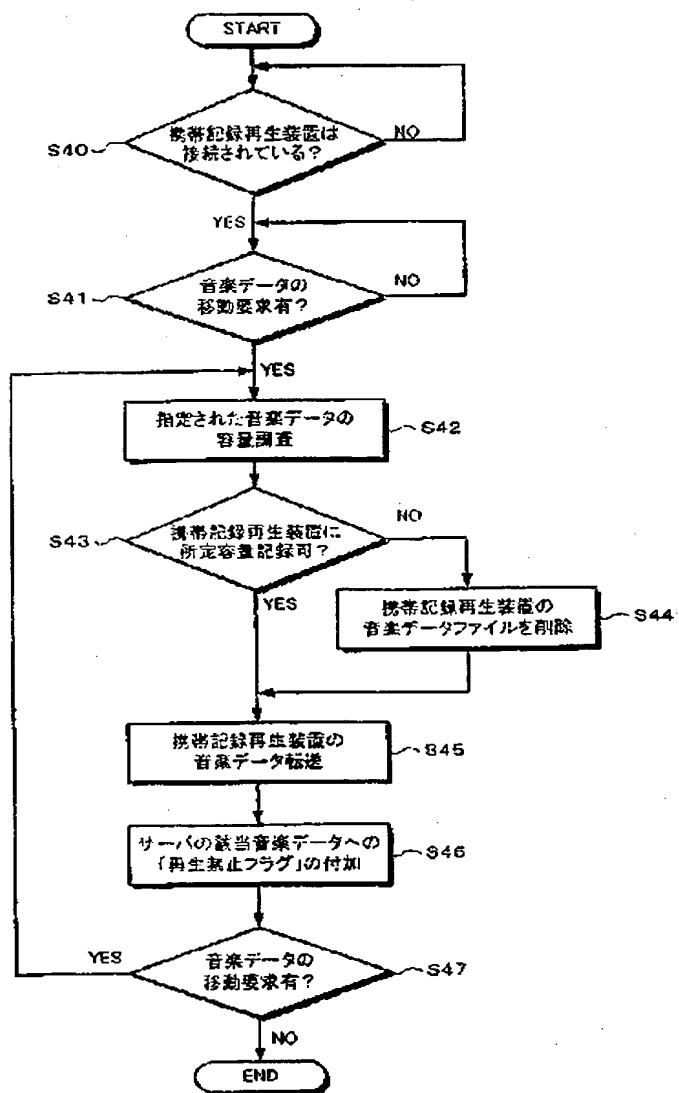 START
携帯記録再生装置は
接続されている?
NO
S40
YES
音楽データの
移動要求有?
NO
S41
YES
指定された音楽データの
容量調査
S42
携帯記録再生装置に
所定容量記録可?
NO
S43
YES
携帯記録再生装置の
音楽データファイルを削除
S44
携帯記録再生装置の
音楽データ転送
S45
サーバの該当音楽データへの
「再生禁止フラグ」の付加
S46
YES
音楽データの
移動要求有?
S47
NO
END